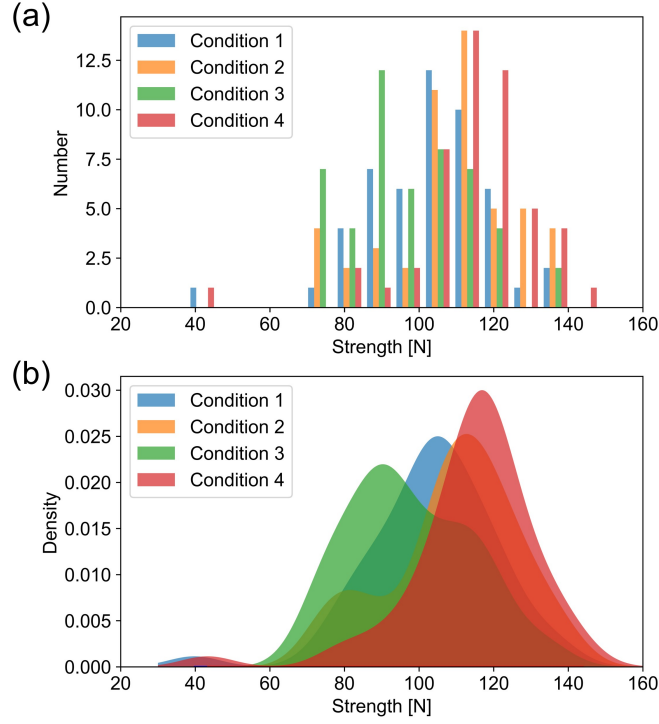 (a)
Number
12.5
10.0
7.5
5.0
2.5
0.0
Condition 1
Condition 2
Condition 3
Condition 4
20 40 60 80 100 120 140 160
Strength [N]
(b)
Density
0.030
0.025
0.020
0.015
0.010
0.005
0.000
Condition 1
Condition 2
Condition 3
Condition 4
20 40 60 80 100 120 140 160
Strength [N]